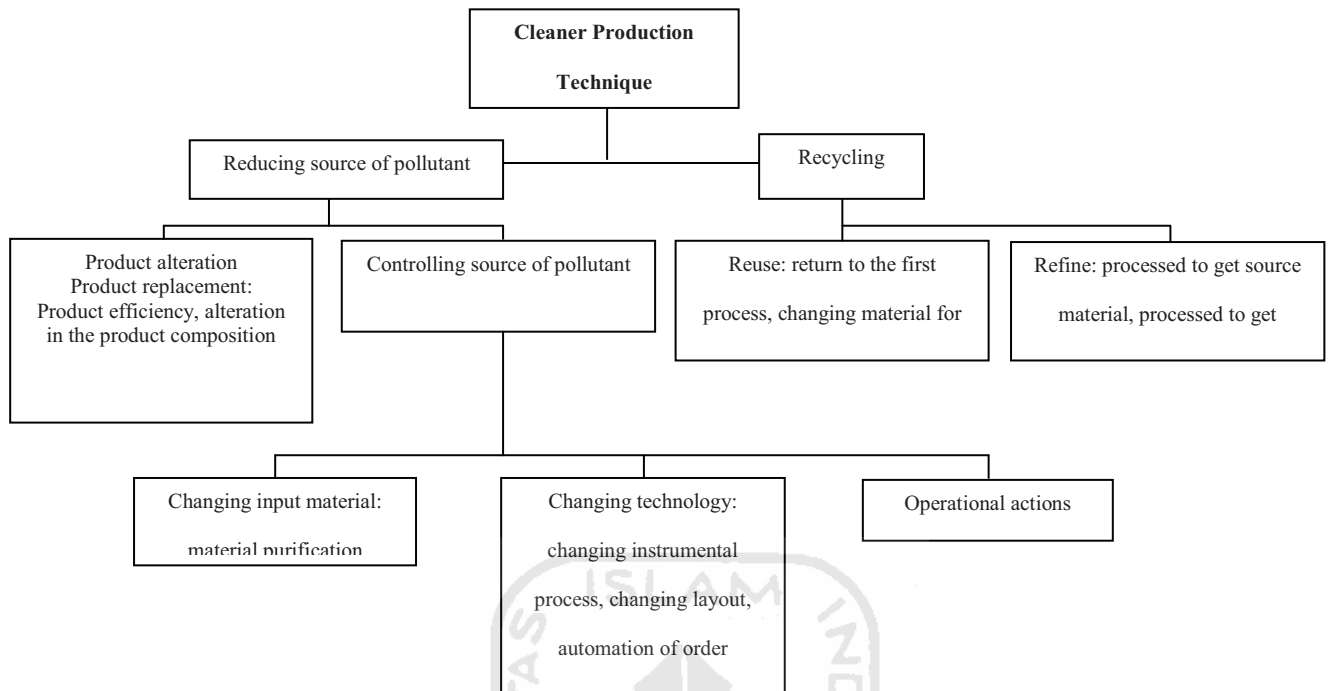 Cleaner Production
Technique
Reducing source of pollutant
Recycling
Product alteration
Product replacement:
Product efficiency, alteration
in the product composition
Controlling source of pollutant
Reuse: return to the first
process, changing material for
Refine: processed to get source
material, processed to get
Changing input material:
material purification
Changing technology:
changing instrumental
process, changing layout,
automation of order
Operational actions
ISLAM
TAS
IND